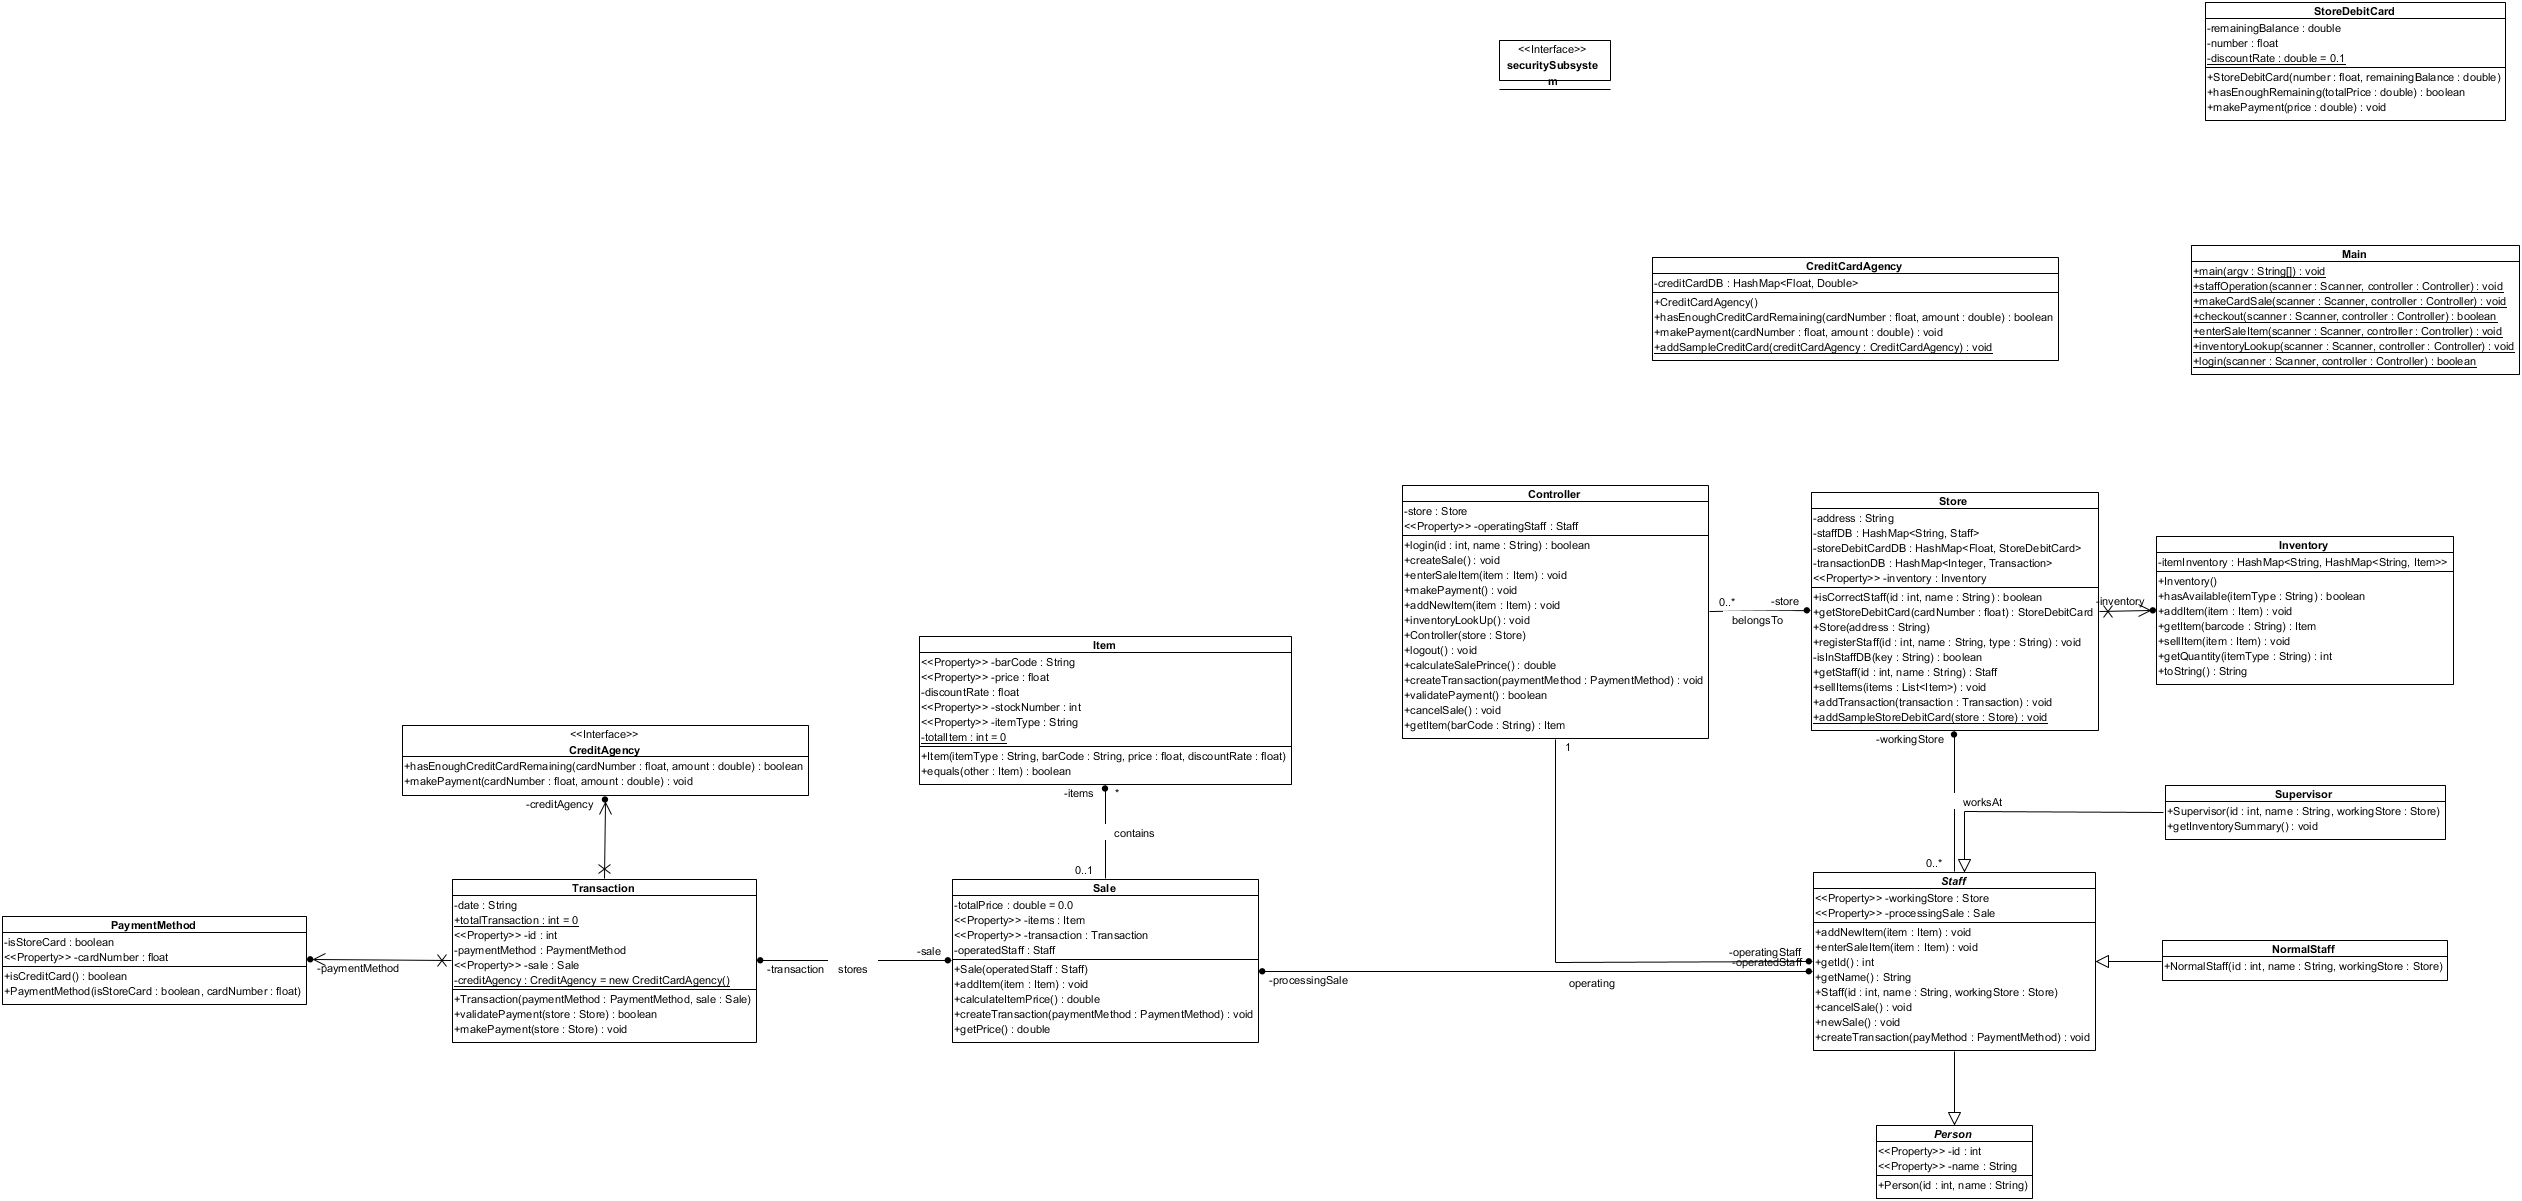 StoreDebitCard
-remainingBalance : double
-number : float
-discountRate : double = 0.1
+StoreDebitCard(number : float, remainingBalance : double)
+hasEnoughRemaining(totalPrice : double) : boolean
+makePayment(price : double) : void
<<Interface>>
securitySubsyste
m
CreditCardAgency
-creditCardDB : HashMap<Float, Double>
+CreditCardAgency()
+hasEnoughCreditCardRemaining(cardNumber : float, amount : double) : boolean
+makePayment(cardNumber : float, amount : double) : void
+addSampleCreditCard(creditCardAgency : CreditCardAgency) : void
Main
+main(argv : String[]) : void
+staffOperation(scanner : Scanner, controller : Controller) : void
+makeCardSale(scanner : Scanner, controller : Controller) : void
+checkout(scanner : Scanner, controller : Controller) : boolean
+enterSaleItem(scanner : Scanner, controller : Controller) : void
+inventoryLookup(scanner : Scanner, controller : Controller) : void
+login(scanner : Scanner, controller : Controller) : boolean
Controller
-store : Store
<<Property>> -operatingStaff : Staff
+login(id : int, name : String) : boolean
+createSale() : void
+enterSaleItem(item : Item) : void
+makePayment() : void
+addNewItem(item : Item) : void
+inventoryLookUp() : void
+Controller(store : Store)
+logout() : void
+calculateSalePrince() : double
+createTransaction(paymentMethod : PaymentMethod) : void
+validatePayment() : boolean
+cancelSale() : void
+getItem(barCode : String) : Item
0..*
-store
belongsTo
1
Store
-address : String
-staffDB : HashMap<String, Staff>
-storeDebitCardDB : HashMap<Float, StoreDebitCard>
-transactionDB : HashMap<Integer, Transaction>
<<Property>> -inventory : Inventory
+isCorrectStaff(id : int, name : String) : boolean
+getStoreDebitCard(cardNumber : float) : StoreDebitCard
+Store(address : String)
+registerStaff(id : int, name : String, type : String) : void
-isInStaffDB(key : String) : boolean
+getStaff(id : int, name : String) : Staff
+sellItems(items : List<Item>) : void
+addTransaction(transaction : Transaction) : void
+addSampleStoreDebitCard(store : Store) : void
-inventory
Inventory
-itemInventory : HashMap<String, HashMap<String, Item>>
+Inventory()
+hasAvailable(itemType : String) : boolean
+addItem(item : Item) : void
+getItem(barcode : String) : Item
+sellItem(item : Item) : void
+getQuantity(itemType : String) : int
+toString() : String
Item
<<Property>> -barCode : String
<<Property>> -price : float
-discountRate : float
<<Property>> -stockNumber : int
<<Property>> -itemType : String
-totalItem : int = 0
+Item(itemType : String, barCode : String, price : float, discountRate : float)
+equals(other : Item) : boolean
-items
*
contains
0..1
<<Interface>>
CreditAgency
+hasEnoughCreditCardRemaining(cardNumber : float, amount : double) : boolean
+makePayment(cardNumber : float, amount : double) : void
-creditAgency
-workingStore
worksAt
0..*
Supervisor
+Supervisor(id : int, name : String, workingStore : Store)
+getInventorySummary() : void
PaymentMethod
-isStoreCard : boolean
<<Property>> -cardNumber : float
+isCreditCard() : boolean
+PaymentMethod(isStoreCard : boolean, cardNumber : float)
-paymentMethod
Transaction
-date : String
+totalTransaction : int = 0
<<Property>> -id : int
-paymentMethod : PaymentMethod
<<Property>> -sale : Sale
-creditAgency : CreditAgency = new CreditCardAgency()
+Transaction(paymentMethod : PaymentMethod, sale : Sale)
+validatePayment(store : Store) : boolean
+makePayment(store : Store) : void
-transaction
stores
-sale
Sale
-totalPrice : double = 0.0
<<Property>> -items : Item
<<Property>> -transaction : Transaction
-operatedStaff : Staff
+Sale(operatedStaff : Staff)
+addItem(item : Item) : void
+calculateItemPrice() : double
+createTransaction(paymentMethod : PaymentMethod) : void
+getPrice() : double
-processingSale
operating
-operatingStaff
-operatedStaff
Staff
<<Property>> -workingStore : Store
<<Property>> -processingSale : Sale
+addNewItem(item : Item) : void
+enterSaleItem(item : Item) : void
+getId() : int
+getName() : String
+Staff(id : int, name : String, workingStore : Store)
+cancelSale() : void
+newSale() : void
+createTransaction(payMethod : PaymentMethod) : void
NormalStaff
+NormalStaff(id : int, name : String, workingStore : Store)
Person
<<Property>> -id : int
<<Property>> -name : String
+Person(id : int, name : String)